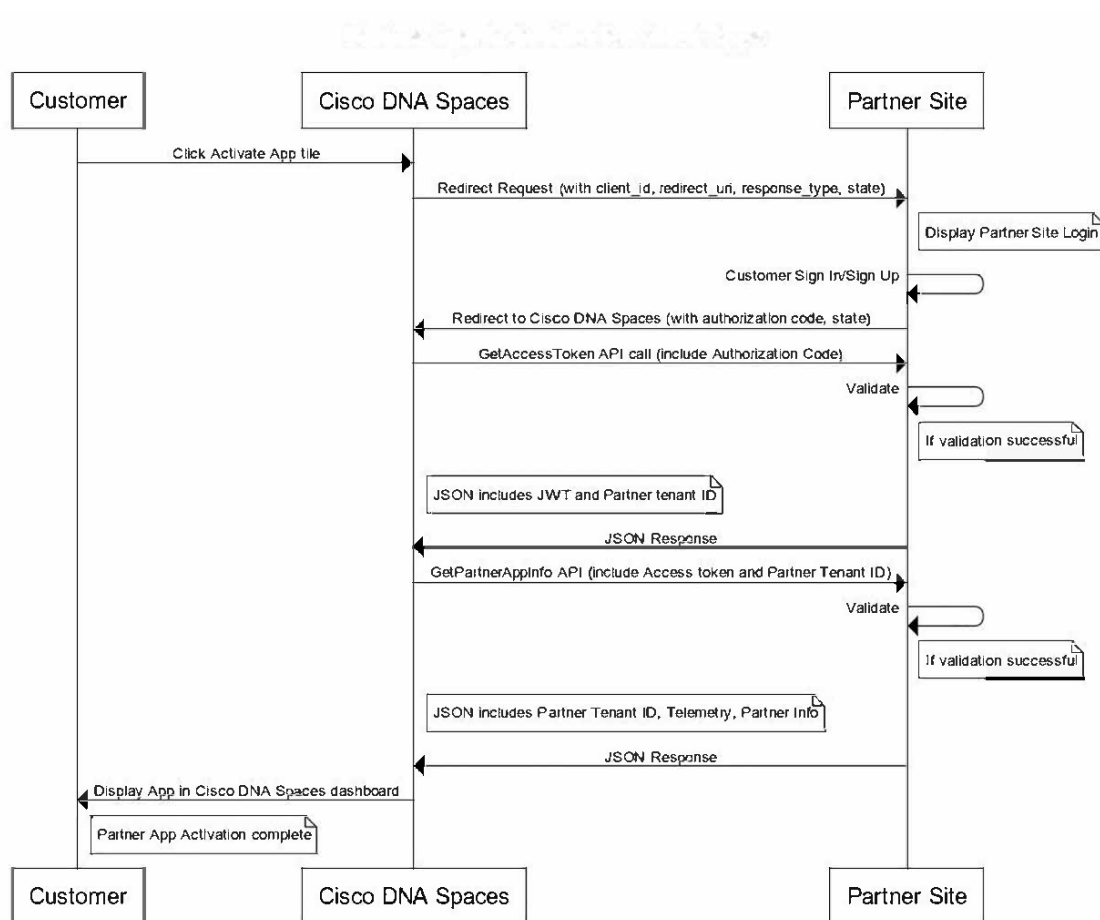 Customer
Cisco DNA Spaces
Partner Site
Click Activate App tile
Redirect Request (with client_id, redirect_uri, response_type, state)
Display Partner Site Login
Customer Sign In/Sign Up
Redirect to Cisco DNA Spaces (with authorization code, state)
GetAccessToken API call (include Authorization Code)
Validate
If validation successful
JSON includes JWT and Partner tenant ID
JSON Response
GetPartnerAppInfo API (include Access token and Partner Tenant ID)
Validate
If validation successful
JSON includes Partner Tenant ID, Telemetry, Partner Info
JSON Response
Display App in Cisco DNA Spaces dashboard
Partner App Activation complete
Customer
Cisco DNA Spaces
Partner Site